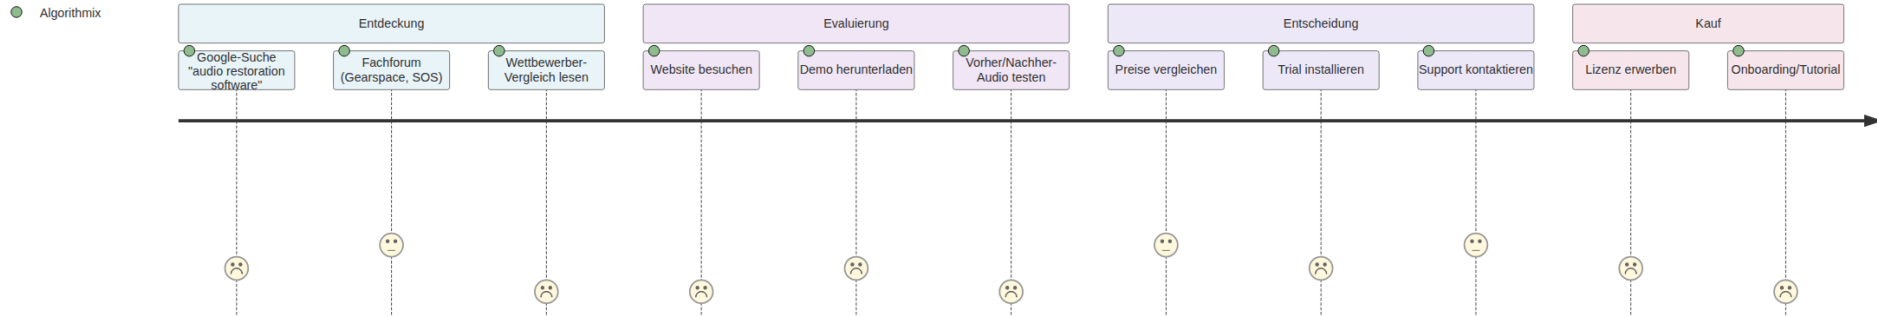 Algorithmix
Entdeckung
Evaluierung
Entscheidung
Kauf
Google-Suche
"audio restoration
software"
Fachforum
(Gearspace, SOS)
Wettbewerber-
Vergleich lesen
Website besuchen
Demo herunterladen
Vorher/Nachher-
Audio testen
Preise vergleichen
Trial installieren
Support kontaktieren
Lizenz erwerben
Onboarding/Tutorial